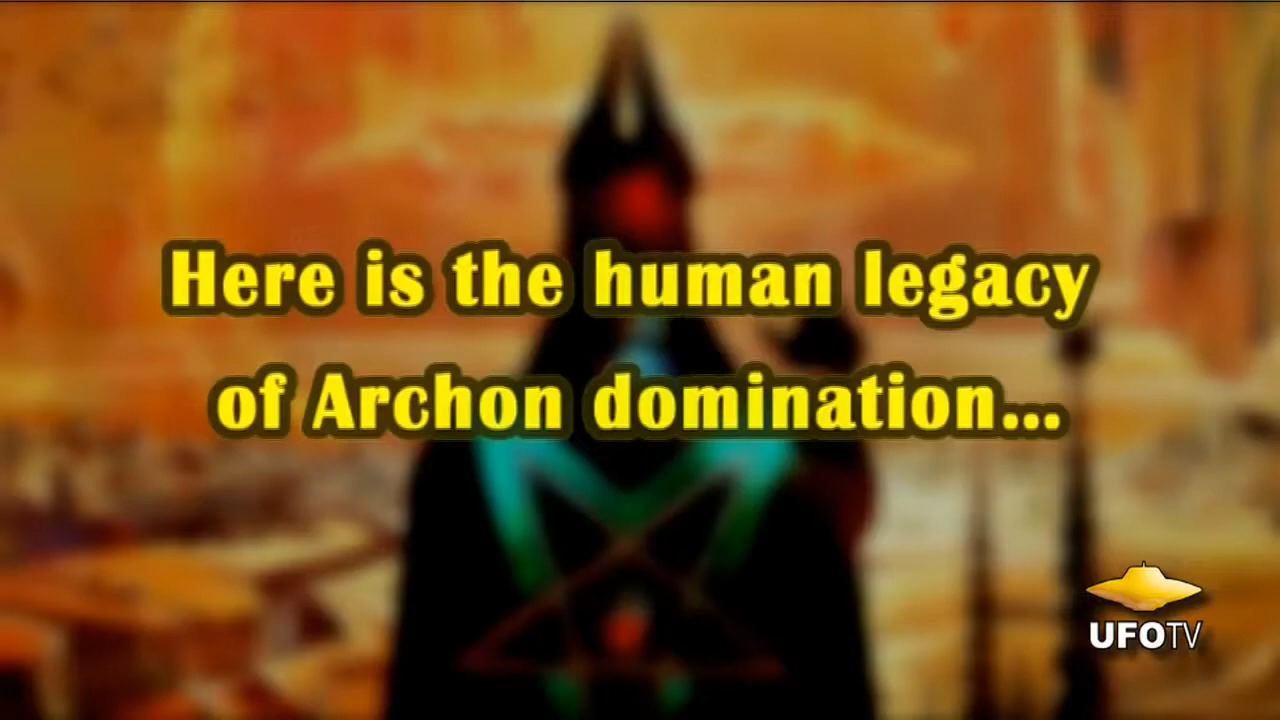 Here is the human legacy
of Archon domination...
UFOTV